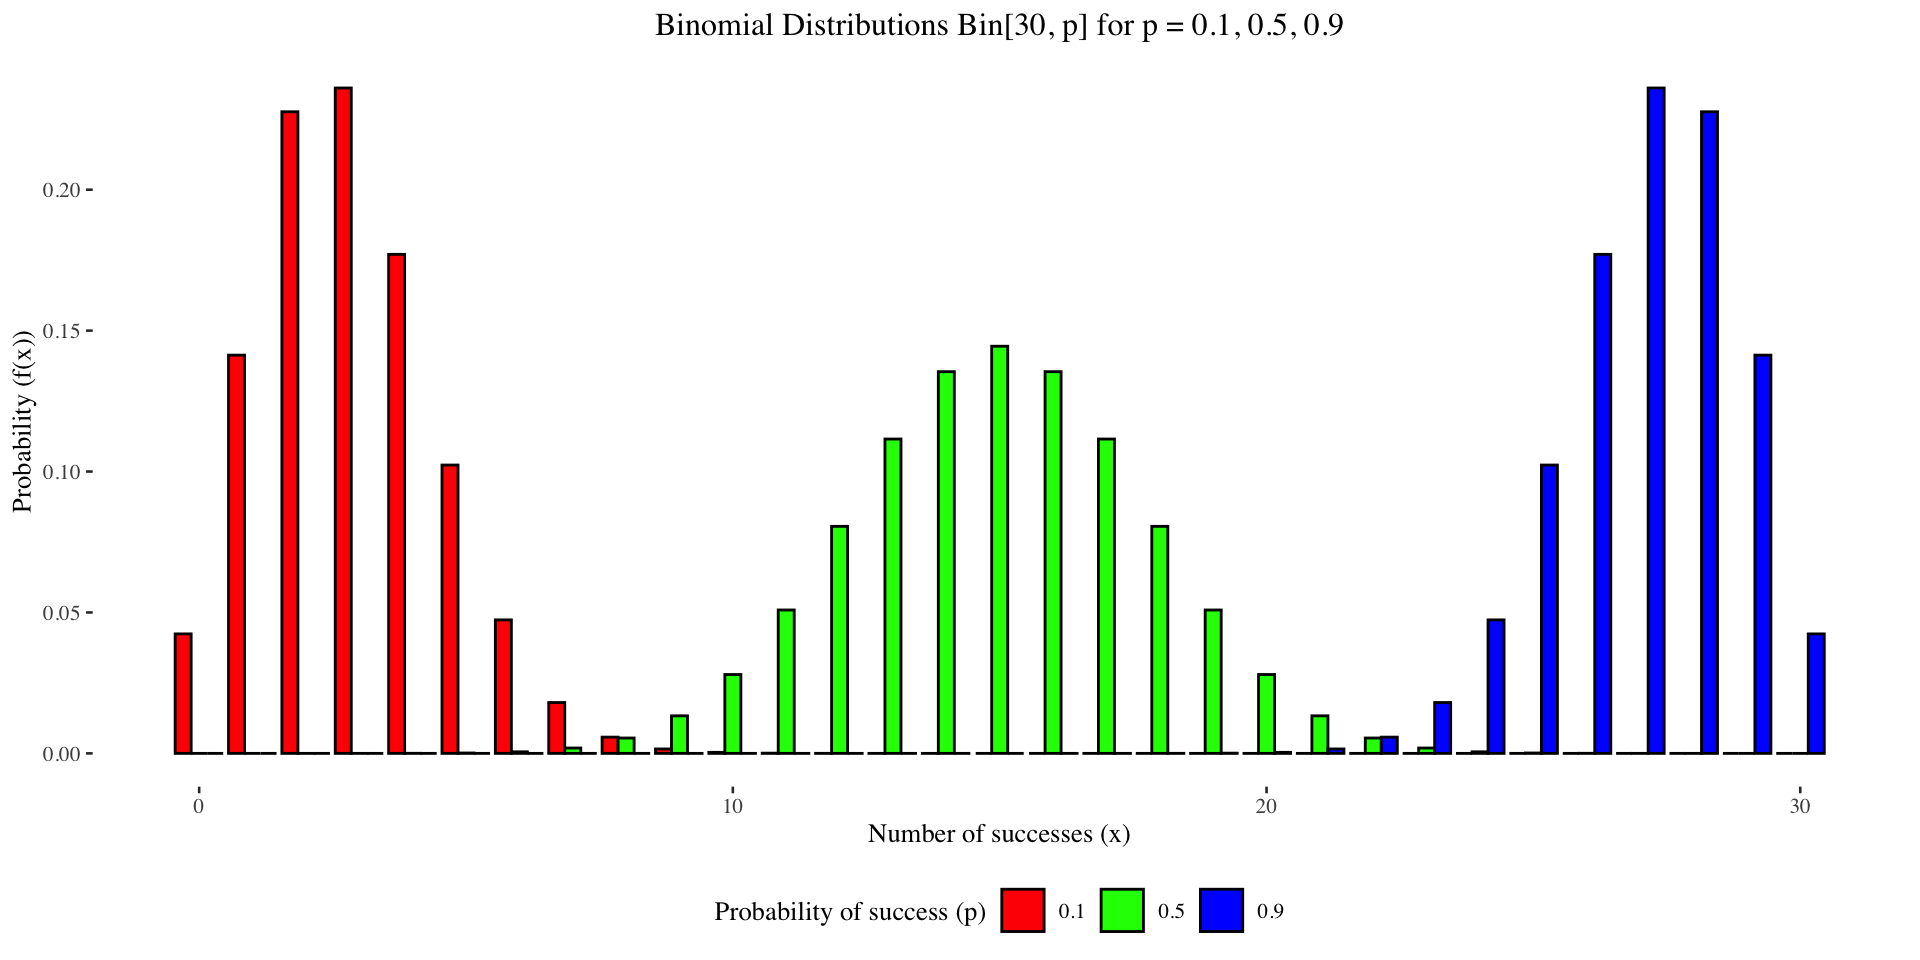 Binomial Distributions Bin[30, p] for p = 0.1, 0.5, 0.9
Probability (f(x))
0.20
0.15
0.10
0.05
0.00
0 10 20 30
Number of successes (x)
Probability of success (p) 0.1 0.5 0.9